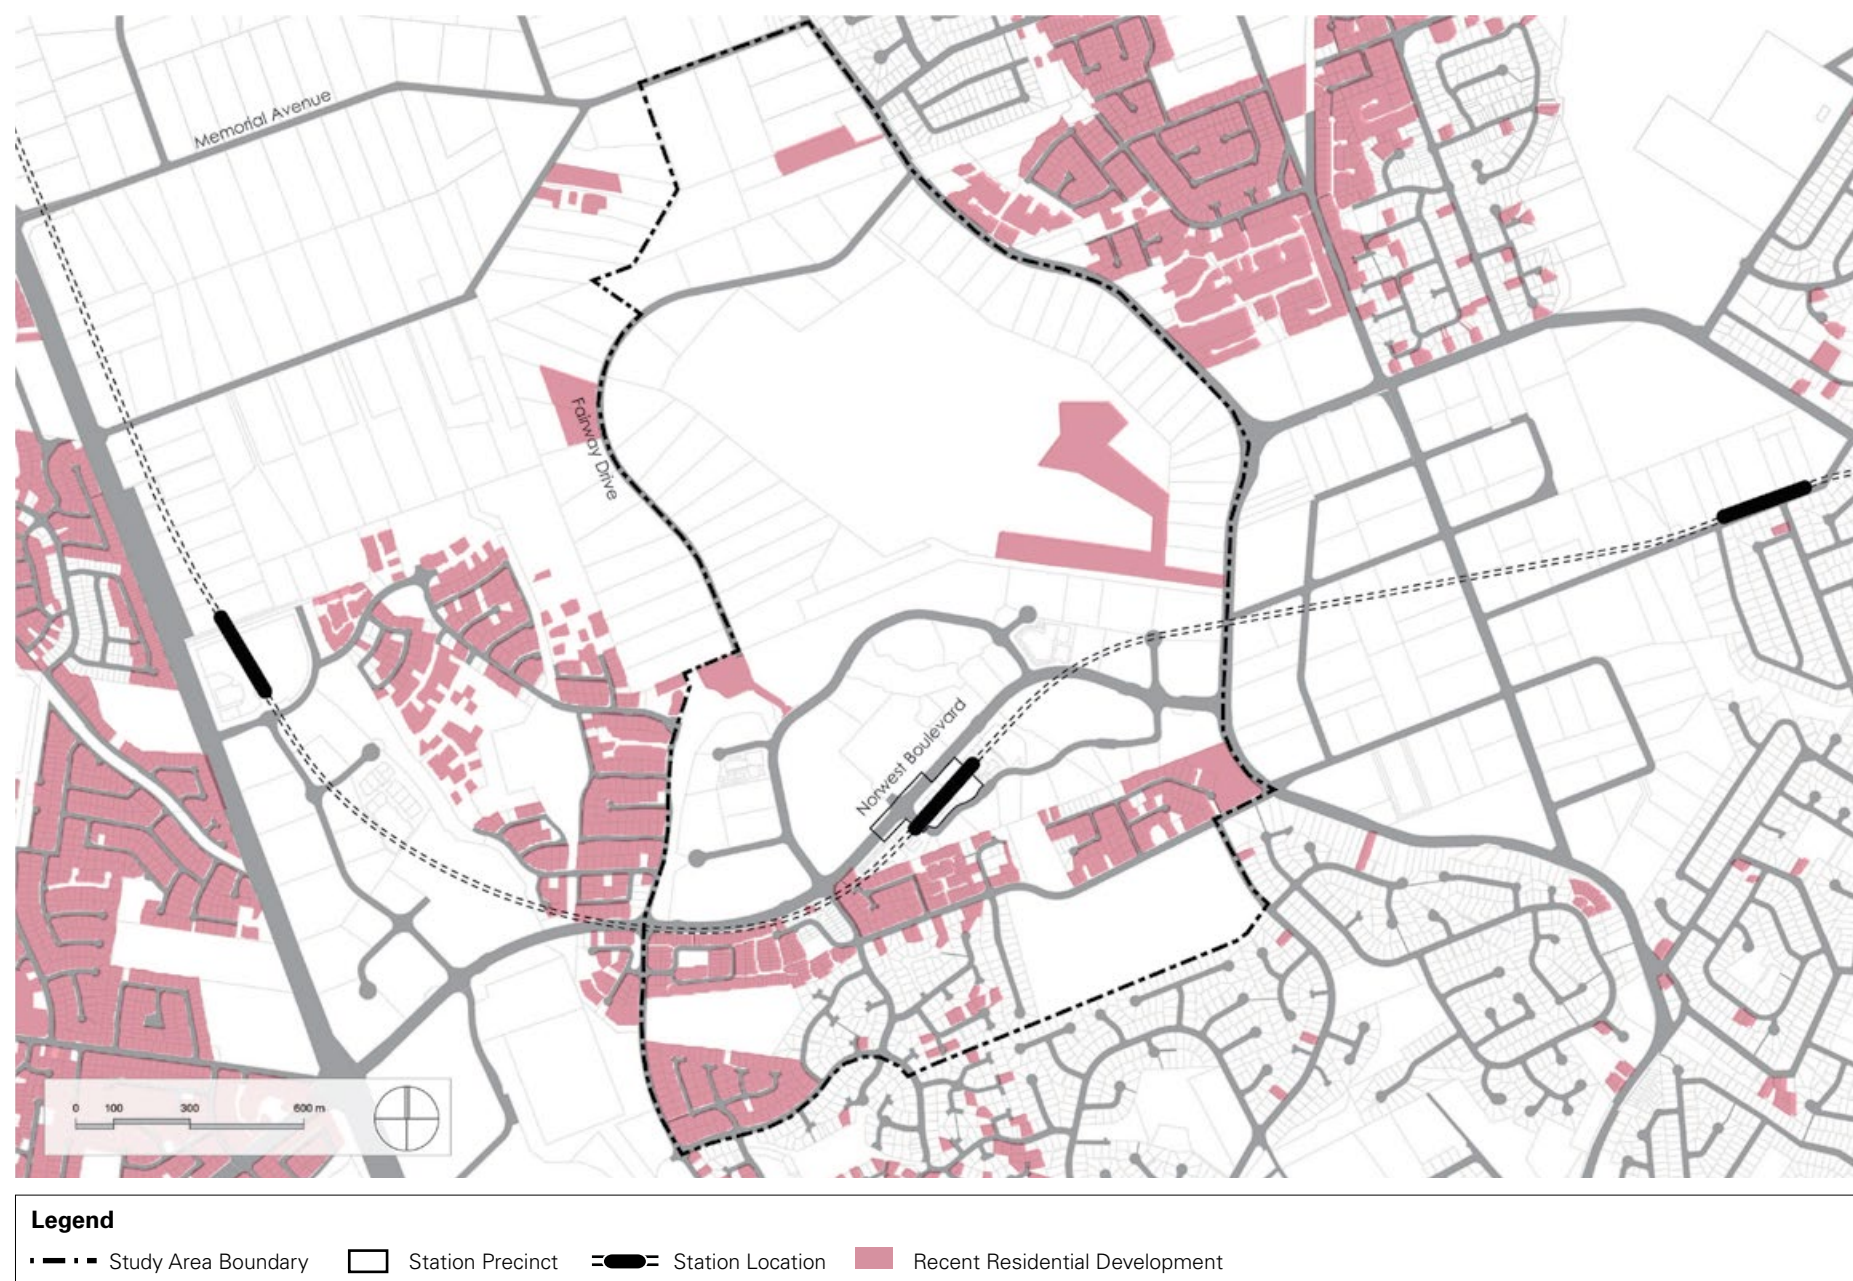 Memorial Avenue
Fairway Drive
Norwest Boulevard
0 100 300 600 m
Legend
Study Area Boundary
Station Precinct
Station Location
Recent Residential Development